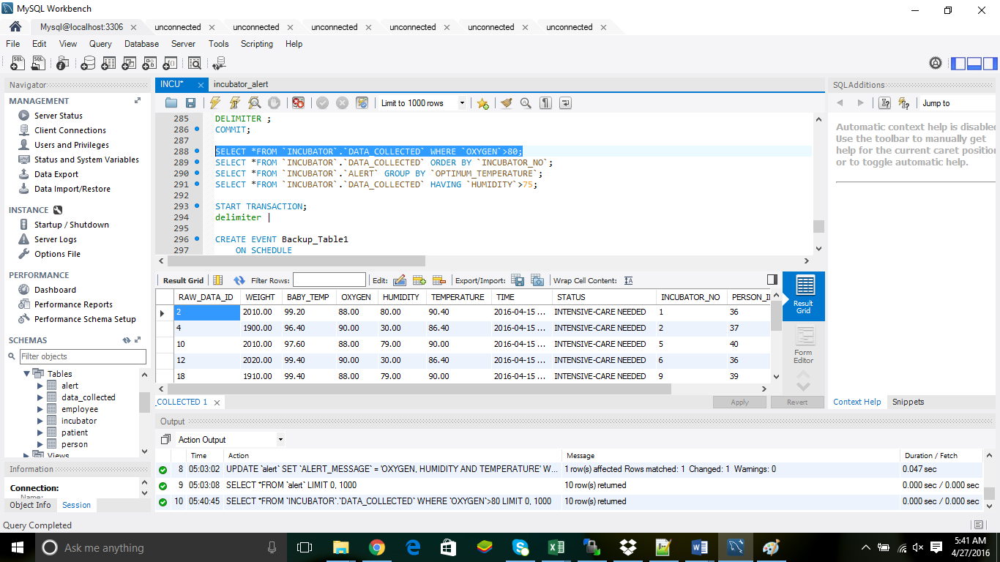 MySQL Workbench
Mysql@localhost:3306 unconnected unconnected unconnected unconnected unconnected unconnected
File Edit View Query Database Server Tools Scripting Help
Navigator
MANAGEMENT
Server Status
Client Connections
Users and Privileges
Status and System Variables
Data Export
Data Import/Restore
INSTANCE
Startup / Shutdown
Server Logs
Options File
PERFORMANCE
Dashboard
Performance Reports
Performance Schema Setup
SCHEMAS
Filter objects
Tables
alert
data_collected
employee
incubator
patient
person
Views
Information
Connection:
Name:
Object Info Session
Query Completed
INCU* incubator_alert
Limit to 1000 rows
285 DELIMITER ;
286 COMMIT;
287
288 SELECT *FROM `INCUBATOR`.`DATA_COLLECTED` WHERE `OXYGEN`>80;
289 SELECT *FROM `INCUBATOR`.`DATA_COLLECTED` ORDER BY `INCUBATOR_NO`;
290 SELECT *FROM `INCUBATOR`.`ALERT` GROUP BY `OPTIMUM_TEMPERATURE`;
291 SELECT *FROM `INCUBATOR`.`DATA_COLLECTED` HAVING `HUMIDITY`>75;
292
293 START TRANSACTION;
294 delimiter |
295
296 CREATE EVENT Backup_Table1
297 ON SCHEDULE
Result Grid Filter Rows: Edit: Export/Import: Wrap Cell Content: IA
RAW_DATA_ID WEIGHT BABY_TEMP OXYGEN HUMIDITY TEMPERATURE TIME STATUS INCUBATOR_NO PERSON_I
2 2010.00 99.20 88.00 80.00 90.40 2016-04-15 ... INTENSIVE-CARE NEEDED 1 36
4 1900.00 96.40 90.00 30.00 86.40 2016-04-15 ... INTENSIVE-CARE NEEDED 2 37
10 2010.00 97.60 88.00 79.00 90.00 2016-04-15 ... INTENSIVE-CARE NEEDED 5 40
12 2020.00 99.40 90.00 30.00 86.40 2016-04-15 ... INTENSIVE-CARE NEEDED 6 36
18 1910.00 99.40 88.00 79.00 90.00 2016-04-15 ... INTENSIVE-CARE NEEDED 9 39
Result Grid
Form Editor
_COLLECTED 1 Apply Revert
SQLAdditions
Jump to
Automatic context help is disabled
Use the toolbar to manually get
help for the current caret position
or to toggle automatic help.
Context Help Snippets
Output
Action Output
Time Action Message Duration / Fetch
8 05:03:02 UPDATE `alert` SET `ALERT_MESSAGE` = 'OXYGEN, HUMIDITY AND TEMPERATURE' W... 1 row(s) affected Rows matched: 1 Changed: 1 Warnings: 0 0.047 sec
9 05:03:08 SELECT *FROM `alert` LIMIT 0, 1000 10 row(s) returned 0.000 sec / 0.000 sec
10 05:40:45 SELECT *FROM `INCUBATOR`.`DATA_COLLECTED` WHERE `OXYGEN`>80 LIMIT 0, 1000 10 row(s) returned 0.000 sec / 0.000 sec
Ask me anything
5:41 AM
4/27/2016